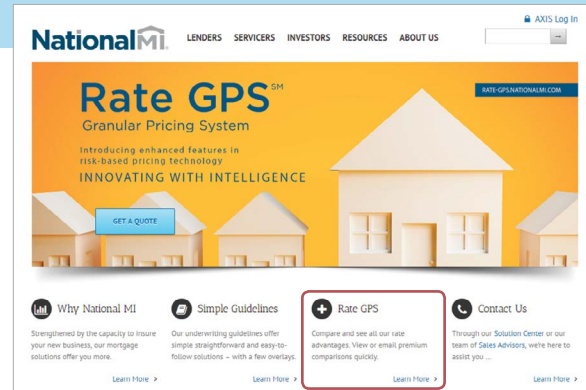 AXIS Log In
NationalMI.
LENDERS SERVICERS INVESTORS RESOURCES ABOUT US
Rate GPS℠
Granular Pricing System
RATE-GPS.NATIONALMI.COM
Introducing enhanced features in
risk-based pricing technology
INNOVATING WITH INTELLIGENCE
GET A QUOTE
Why National MI
Strengthened by the capacity to insure
your new business, our mortgage
solutions offer you more.
Learn More >
Simple Guidelines
Our underwriting guidelines offer
simple straightforward and easy-to-
follow solutions – with a few overlays.
Learn More >
Rate GPS
Compare and see all our rate
advantages. View or email premium
comparisons quickly.
Learn More >
Contact Us
Through our Solution Center or our
team of Sales Advisors, we're here to
assist you ...
Learn More >